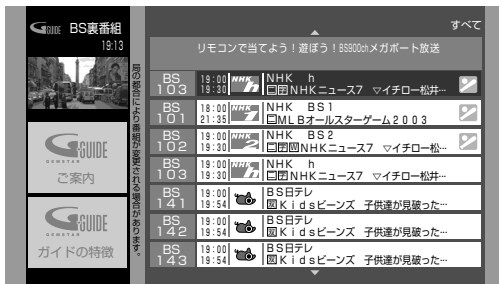 GGUIDE BS裏番組
19:13
すべて
リモコンで当てよう！遊ぼう！BS900chメガポート放送
局の都合により番組が変更される場合があります。
BS 103 19:00 19:30 NHK h NHK h
字NHKニュース7 ▽イチロー松井…
BS 101 18:00 21:35 NHK 1 NHK BS1
MLBオールスターゲーム2003
BS 102 19:00 19:30 NHK 2 NHK BS2
字NHKニュース7 ▽イチロー松…
BS 103 19:00 19:30 NHK h NHK h
字NHKニュース7 ▽イチロー松井…
BS 141 19:00 19:54 BS日テレ
Kidsビーンズ 子供達が見破った…
BS 142 19:00 19:54 BS日テレ
Kidsビーンズ 子供達が見破った…
BS 143 19:00 19:54 BS日テレ
Kidsビーンズ 子供達が見破った…
GGUIDE
GEMSTAR
ご案内
GGUIDE
GEMSTAR
ガイドの特徴